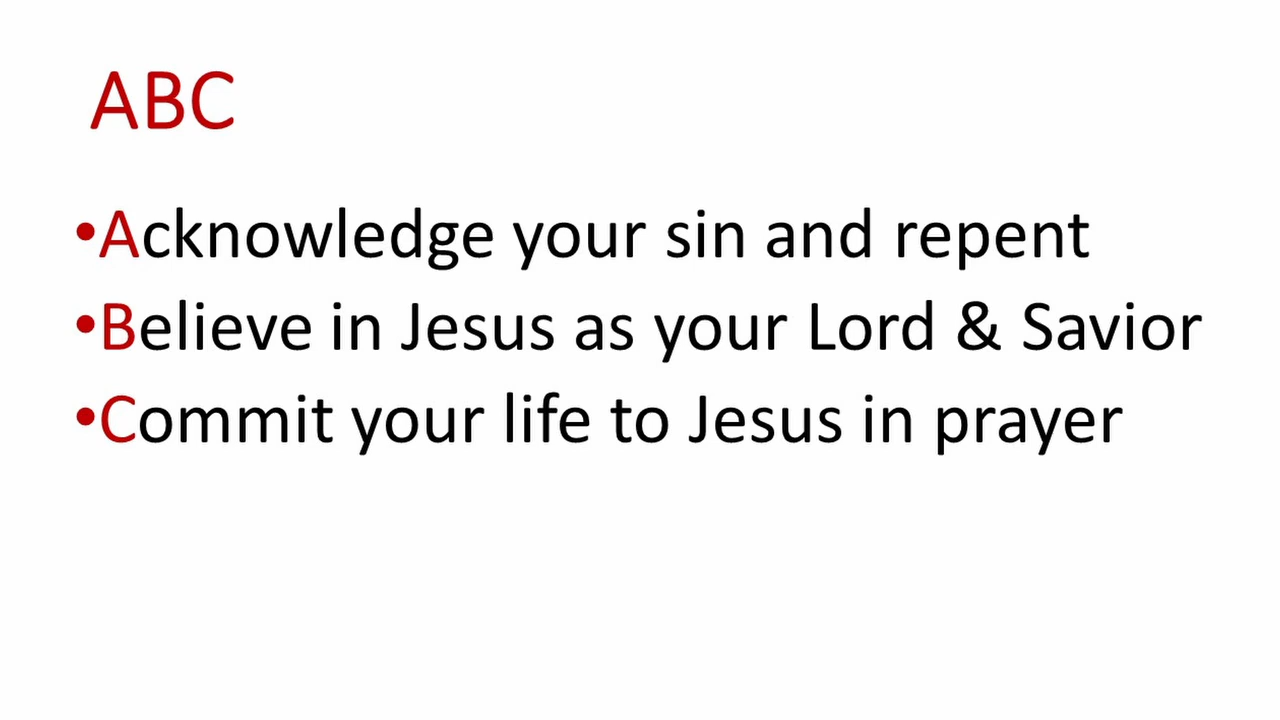 ABC
•Acknowledge your sin and repent
•Believe in Jesus as your Lord & Savior
•Commit your life to Jesus in prayer